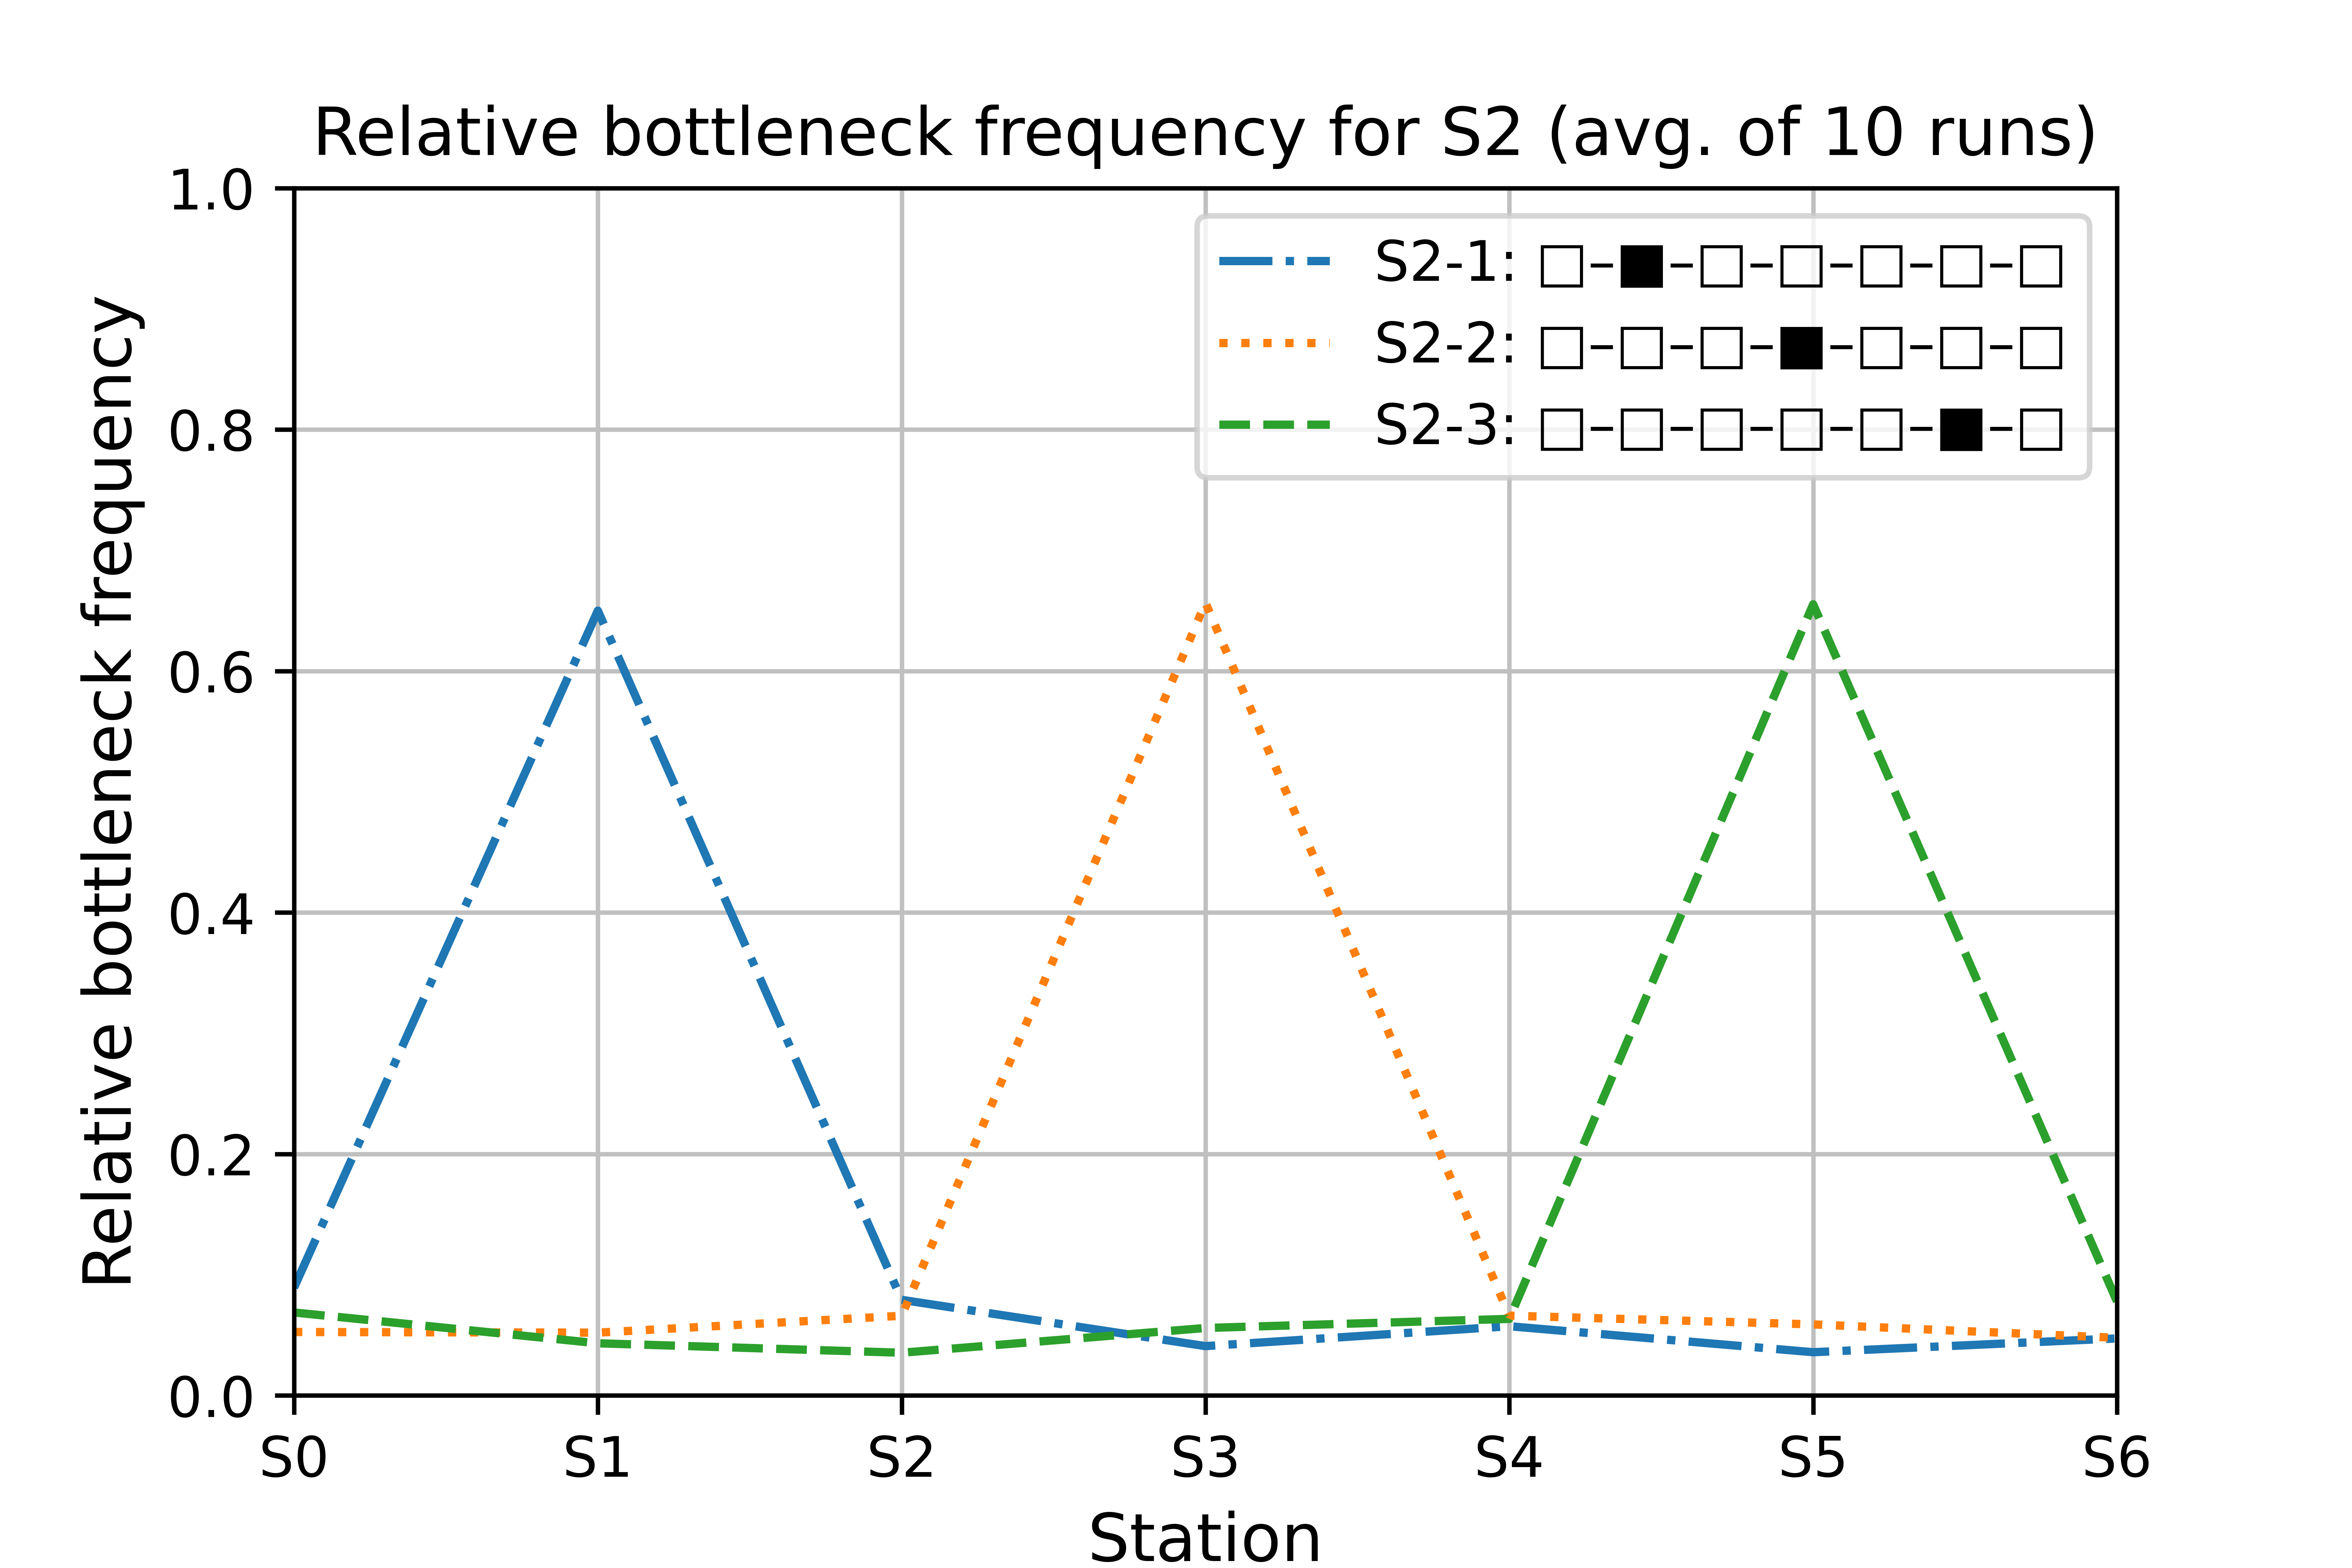 Relative bottleneck frequency for S2 (avg. of 10 runs)
Relative bottleneck frequency
1.0
0.8
0.6
0.4
0.2
0.0
S2-1: □–■–□–□–□–□–□
S2-2: □–□–□–■–□–□–□
S2-3: □–□–□–□–□–■–□
S0 S1 S2 S3 S4 S5 S6
Station